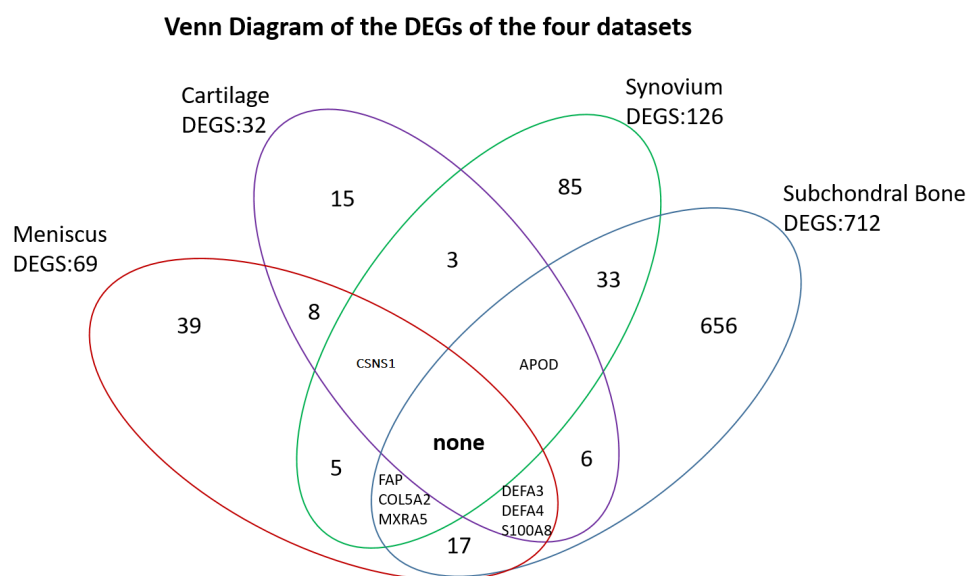 Venn Diagram of the DEGs of the four datasets
Cartilage
DEGS:32
Synovium
DEGS:126
Subchondral Bone
DEGS:712
Meniscus
DEGS:69
15
85
3
33
8
39
656
CSNS1
APOD
none
5
6
FAP
COL5A2
MXRA5
DEFA3
DEFA4
S100A8
17